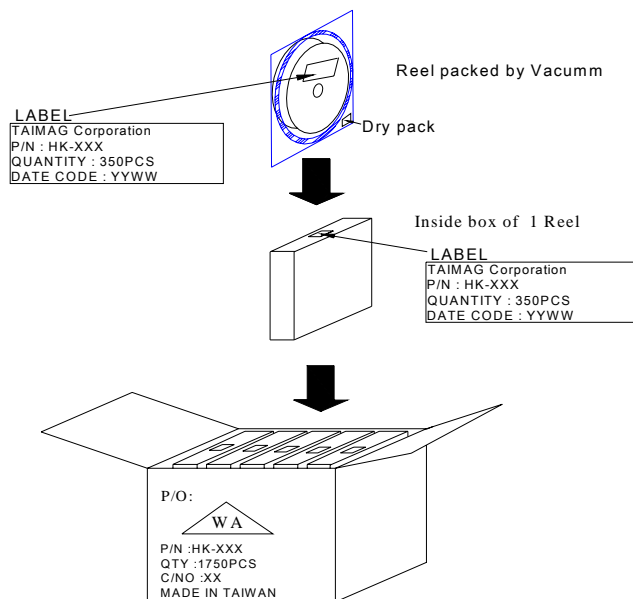 Reel packed by Vacumm
LABEL
TAIMAG Corporation
P/N : HK-XXX
QUANTITY : 350PCS
DATE CODE : YYWW
Dry pack
Inside box of 1 Reel
LABEL
TAIMAG Corporation
P/N : HK-XXX
QUANTITY : 350PCS
DATE CODE : YYWW
P/O:
WA
P/N :HK-XXX
QTY :1750PCS
C/NO :XX
MADE IN TAIWAN